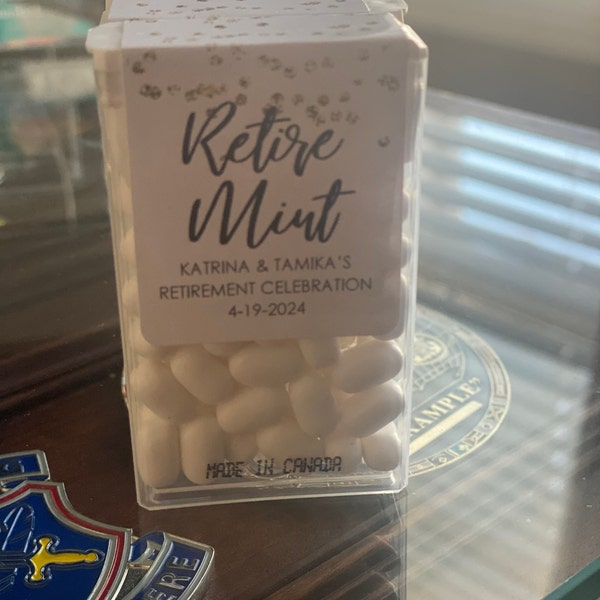 Retire
Mint
KATRINA & TAMIKA'S
RETIREMENT CELEBRATION
4-19-2024
MADE IN CANADA